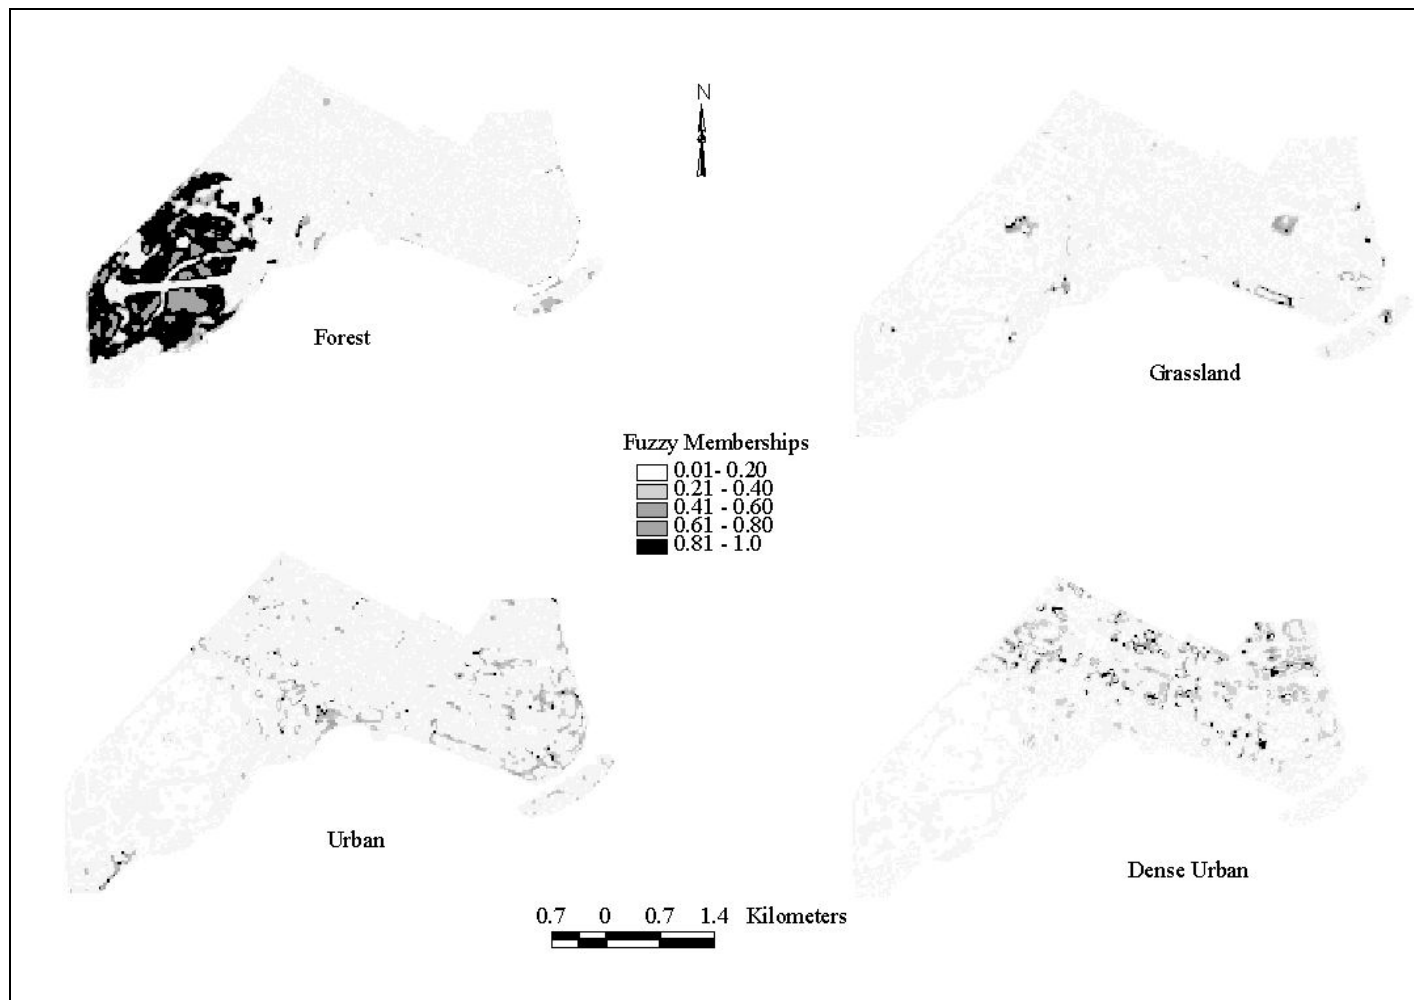 N
Forest
Grassland
Fuzzy Memberships
0.01- 0.20
0.21 - 0.40
0.41 - 0.60
0.61 - 0.80
0.81 - 1.0
Urban
Dense Urban
0.7 0 0.7 1.4 Kilometers